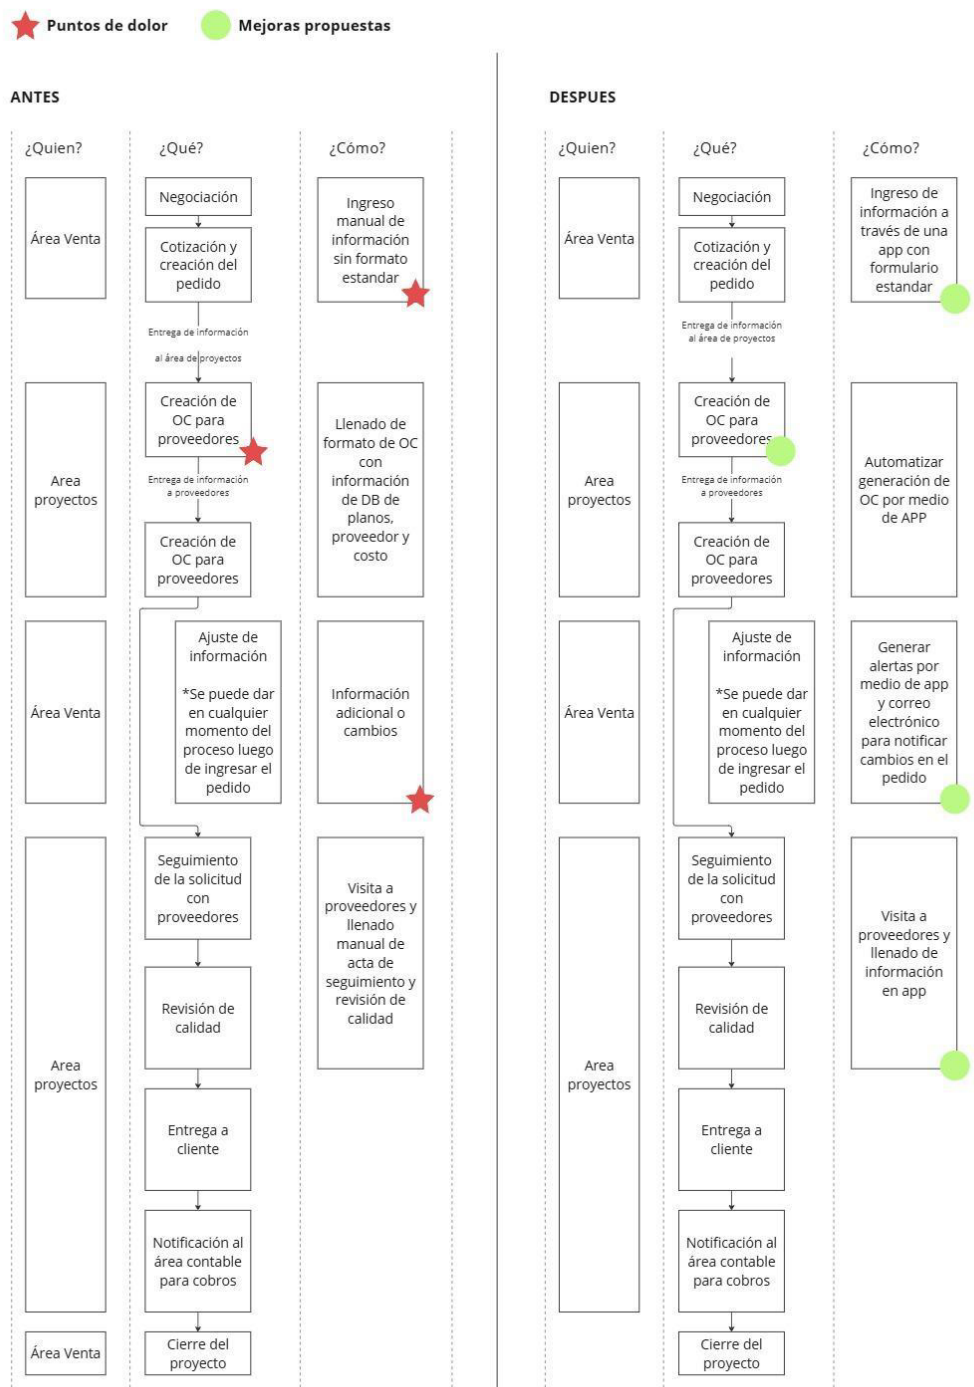 Puntos de dolor
Mejoras propuestas
ANTES
¿Quien?
¿Qué?
¿Cómo?
Área Venta
Negociación
Cotización y
creación del
pedido
Ingreso
manual de
información
sin formato
estandar
Entrega de información
al área de proyectos
Area
proyectos
Creación de
OC para
proveedores
Entrega de información
a proveedores
Creación de
OC para
proveedores
Llenado de
formato de OC
con
información
de DB de
planos,
proveedor y
costo
Área Venta
Ajuste de
información
*Se puede dar
en cualquier
momento del
proceso luego
de ingresar el
pedido
Información
adicional o
cambios
Area
proyectos
Seguimiento
de la solicitud
con
proveedores
Revisión de
calidad
Entrega a
cliente
Notificación al
área contable
para cobros
Visita a
proveedores y
llenado
manual de
acta de
seguimiento y
revisión de
calidad
Área Venta
Cierre del
proyecto
DESPUES
¿Quien?
¿Qué?
¿Cómo?
Área Venta
Negociación
Cotización y
creación del
pedido
Ingreso de
información a
través de una
app con
formulario
estandar
Entrega de información
al área de proyectos
Area
proyectos
Creación de
OC para
proveedores
Entrega de información
a proveedores
Creación de
OC para
proveedores
Automatizar
generación de
OC por medio
de APP
Área Venta
Ajuste de
información
*Se puede dar
en cualquier
momento del
proceso luego
de ingresar el
pedido
Generar
alertas por
medio de app
y correo
electrónico
para notificar
cambios en el
pedido
Area
proyectos
Seguimiento
de la solicitud
con
proveedores
Revisión de
calidad
Entrega a
cliente
Notificación al
área contable
para cobros
Visita a
proveedores y
llenado de
información
en app
Cierre del
proyecto